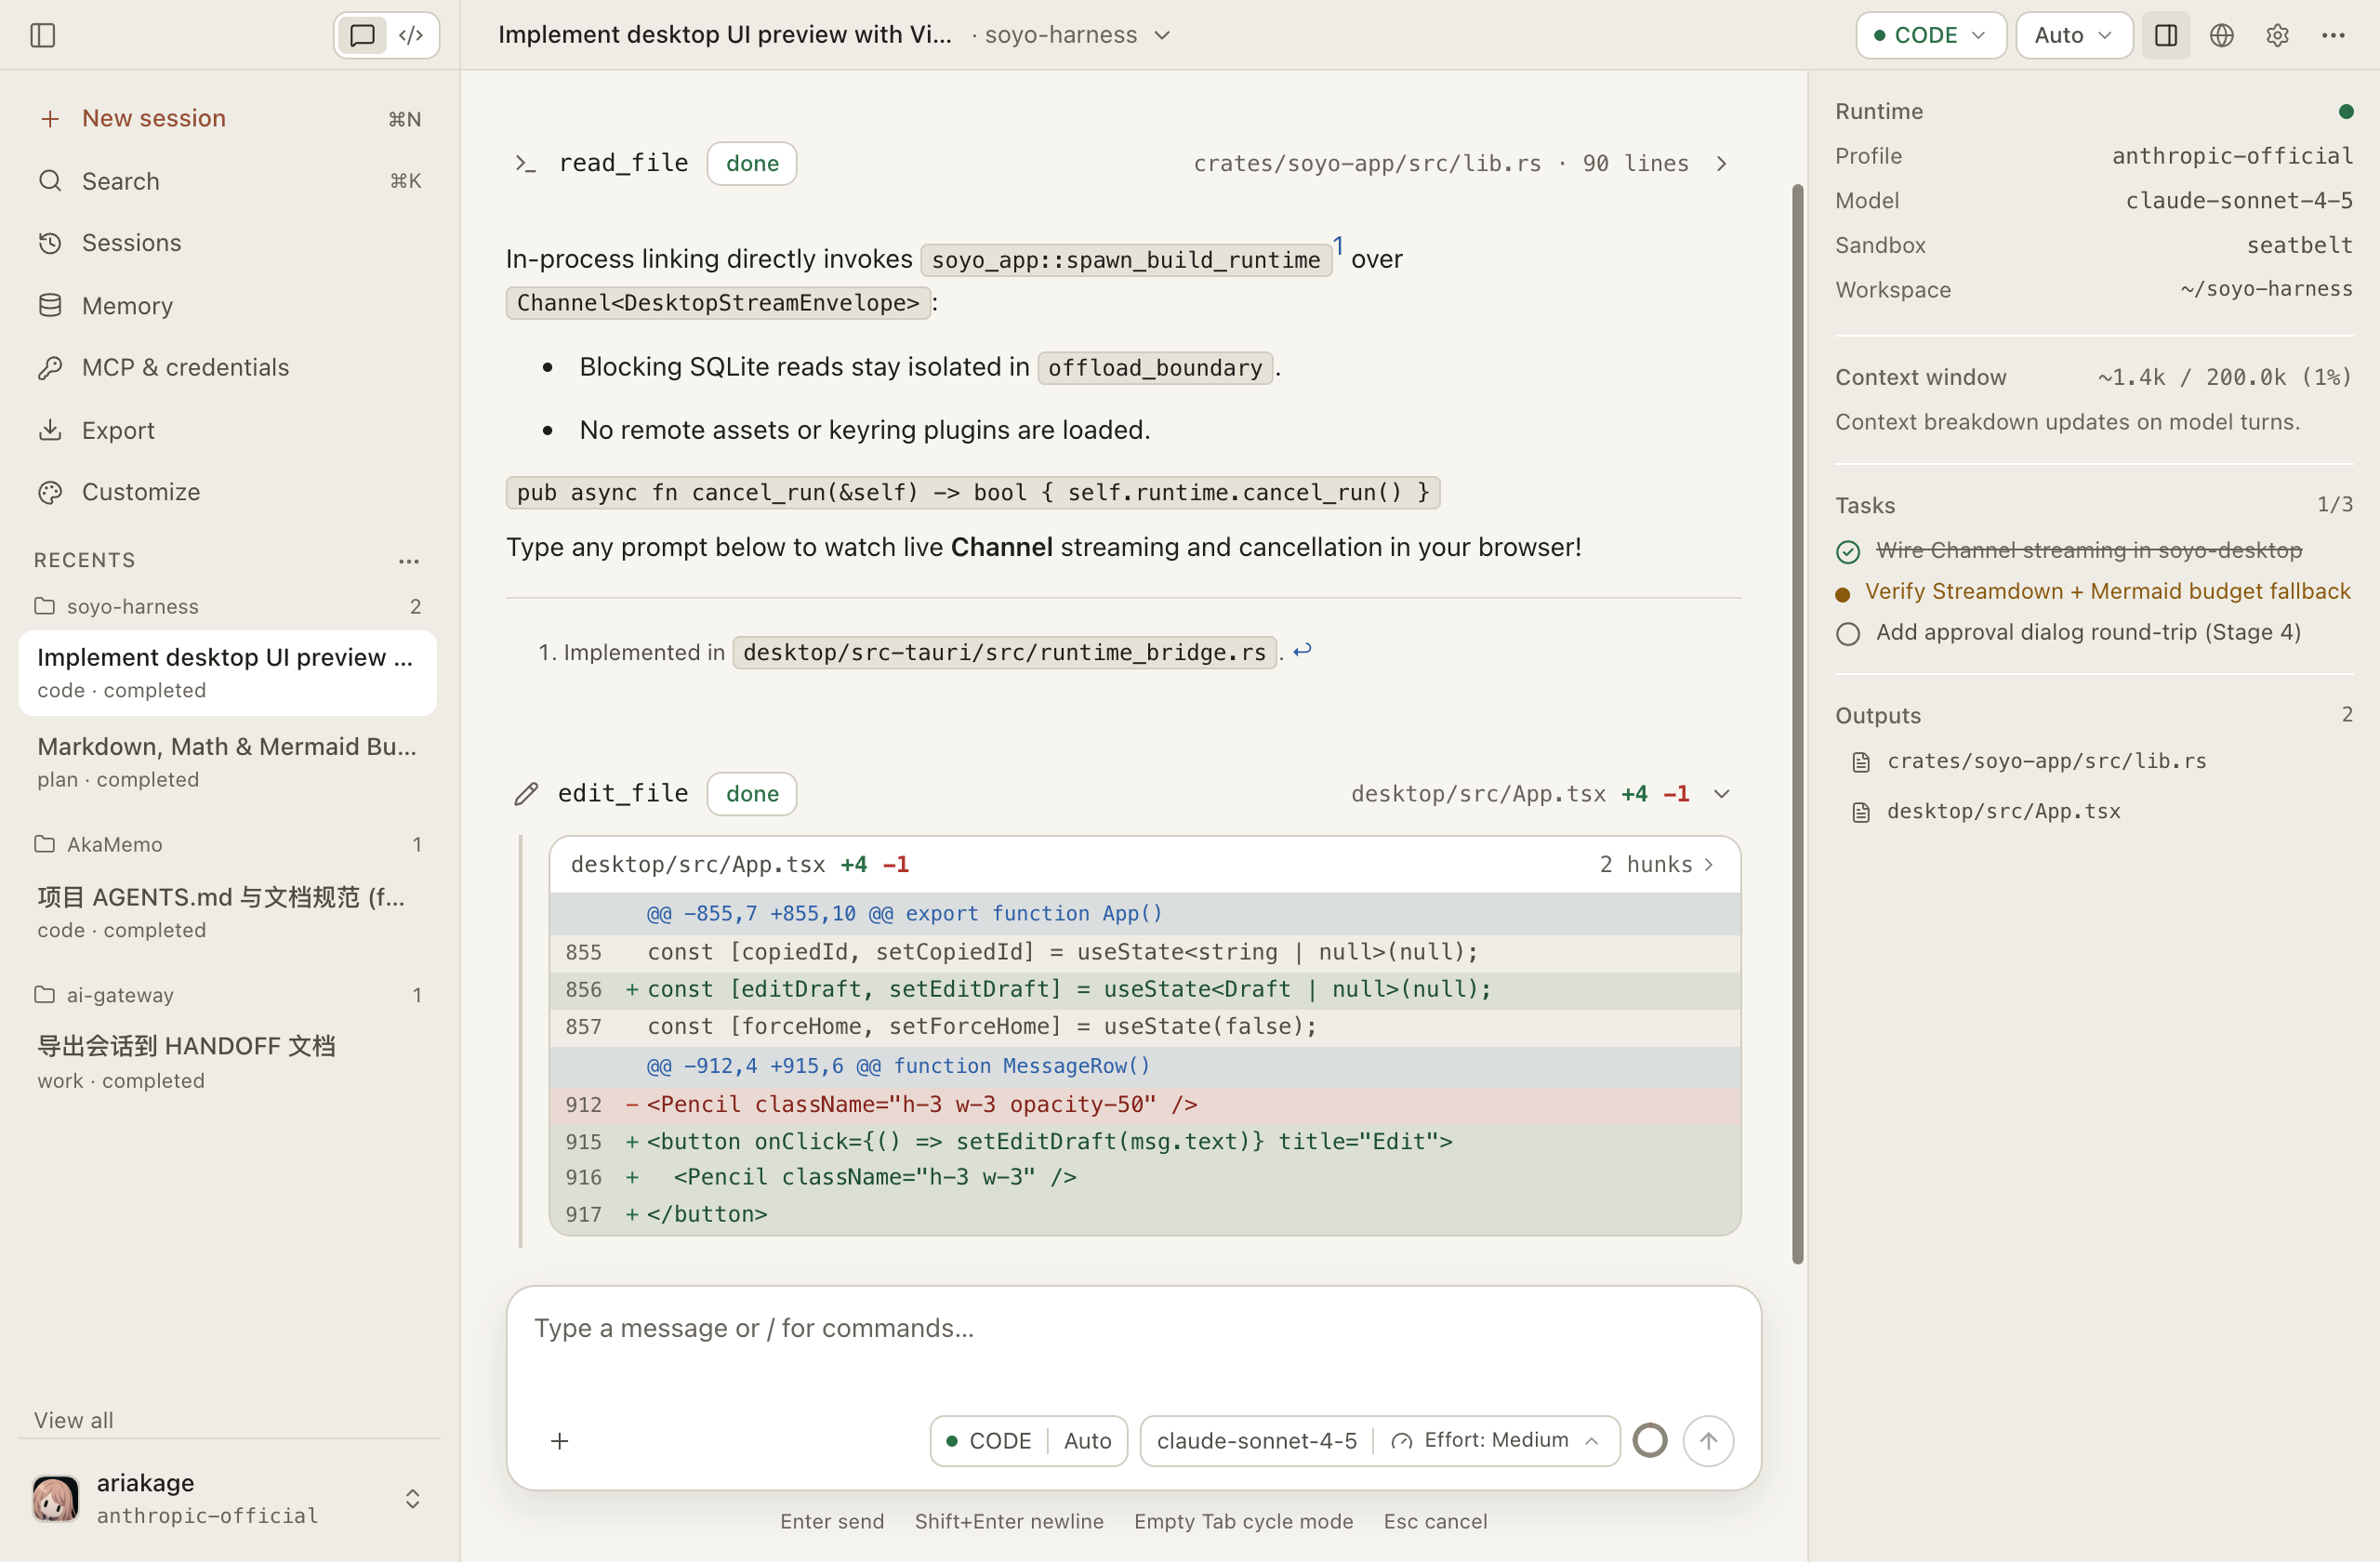 Implement desktop UI preview with Vi... · soyo-harness
CODE
Auto
New session ⌘N
Search ⌘K
Sessions
Memory
MCP & credentials
Export
Customize
RECENTS
soyo-harness 2
Implement desktop UI preview ...
code · completed
Markdown, Math & Mermaid Bu...
plan · completed
AkaMemo 1
项目 AGENTS.md 与文档规范 (f...
code · completed
ai-gateway 1
导出会话到 HANDOFF 文档
work · completed
View all
ariakage
anthropic-official
read_file done crates/soyo-app/src/lib.rs · 90 lines
In-process linking directly invokes soyo_app::spawn_build_runtime 1 over
Channel<DesktopStreamEnvelope>:
• Blocking SQLite reads stay isolated in offload_boundary.
• No remote assets or keyring plugins are loaded.
pub async fn cancel_run(&self) -> bool { self.runtime.cancel_run() }
Type any prompt below to watch live Channel streaming and cancellation in your browser!
1. Implemented in desktop/src-tauri/src/runtime_bridge.rs. ↩
edit_file done desktop/src/App.tsx +4 -1
desktop/src/App.tsx +4 -1 2 hunks
@@ -855,7 +855,10 @@ export function App()
855 const [copiedId, setCopiedId] = useState<string | null>(null);
856 + const [editDraft, setEditDraft] = useState<Draft | null>(null);
857 const [forceHome, setForceHome] = useState(false);
@@ -912,4 +915,6 @@ function MessageRow()
912 - <Pencil className="h-3 w-3 opacity-50" />
915 + <button onClick={() => setEditDraft(msg.text)} title="Edit">
916 + <Pencil className="h-3 w-3" />
917 + </button>
Type a message or / for commands...
CODE Auto claude-sonnet-4-5 Effort: Medium
Enter send Shift+Enter newline Empty Tab cycle mode Esc cancel
Runtime
Profile anthropic-official
Model claude-sonnet-4-5
Sandbox seatbelt
Workspace ~/soyo-harness
Context window ~1.4k / 200.0k (1%)
Context breakdown updates on model turns.
Tasks 1/3
Wire Channel streaming in soyo-desktop
Verify Streamdown + Mermaid budget fallback
Add approval dialog round-trip (Stage 4)
Outputs 2
crates/soyo-app/src/lib.rs
desktop/src/App.tsx